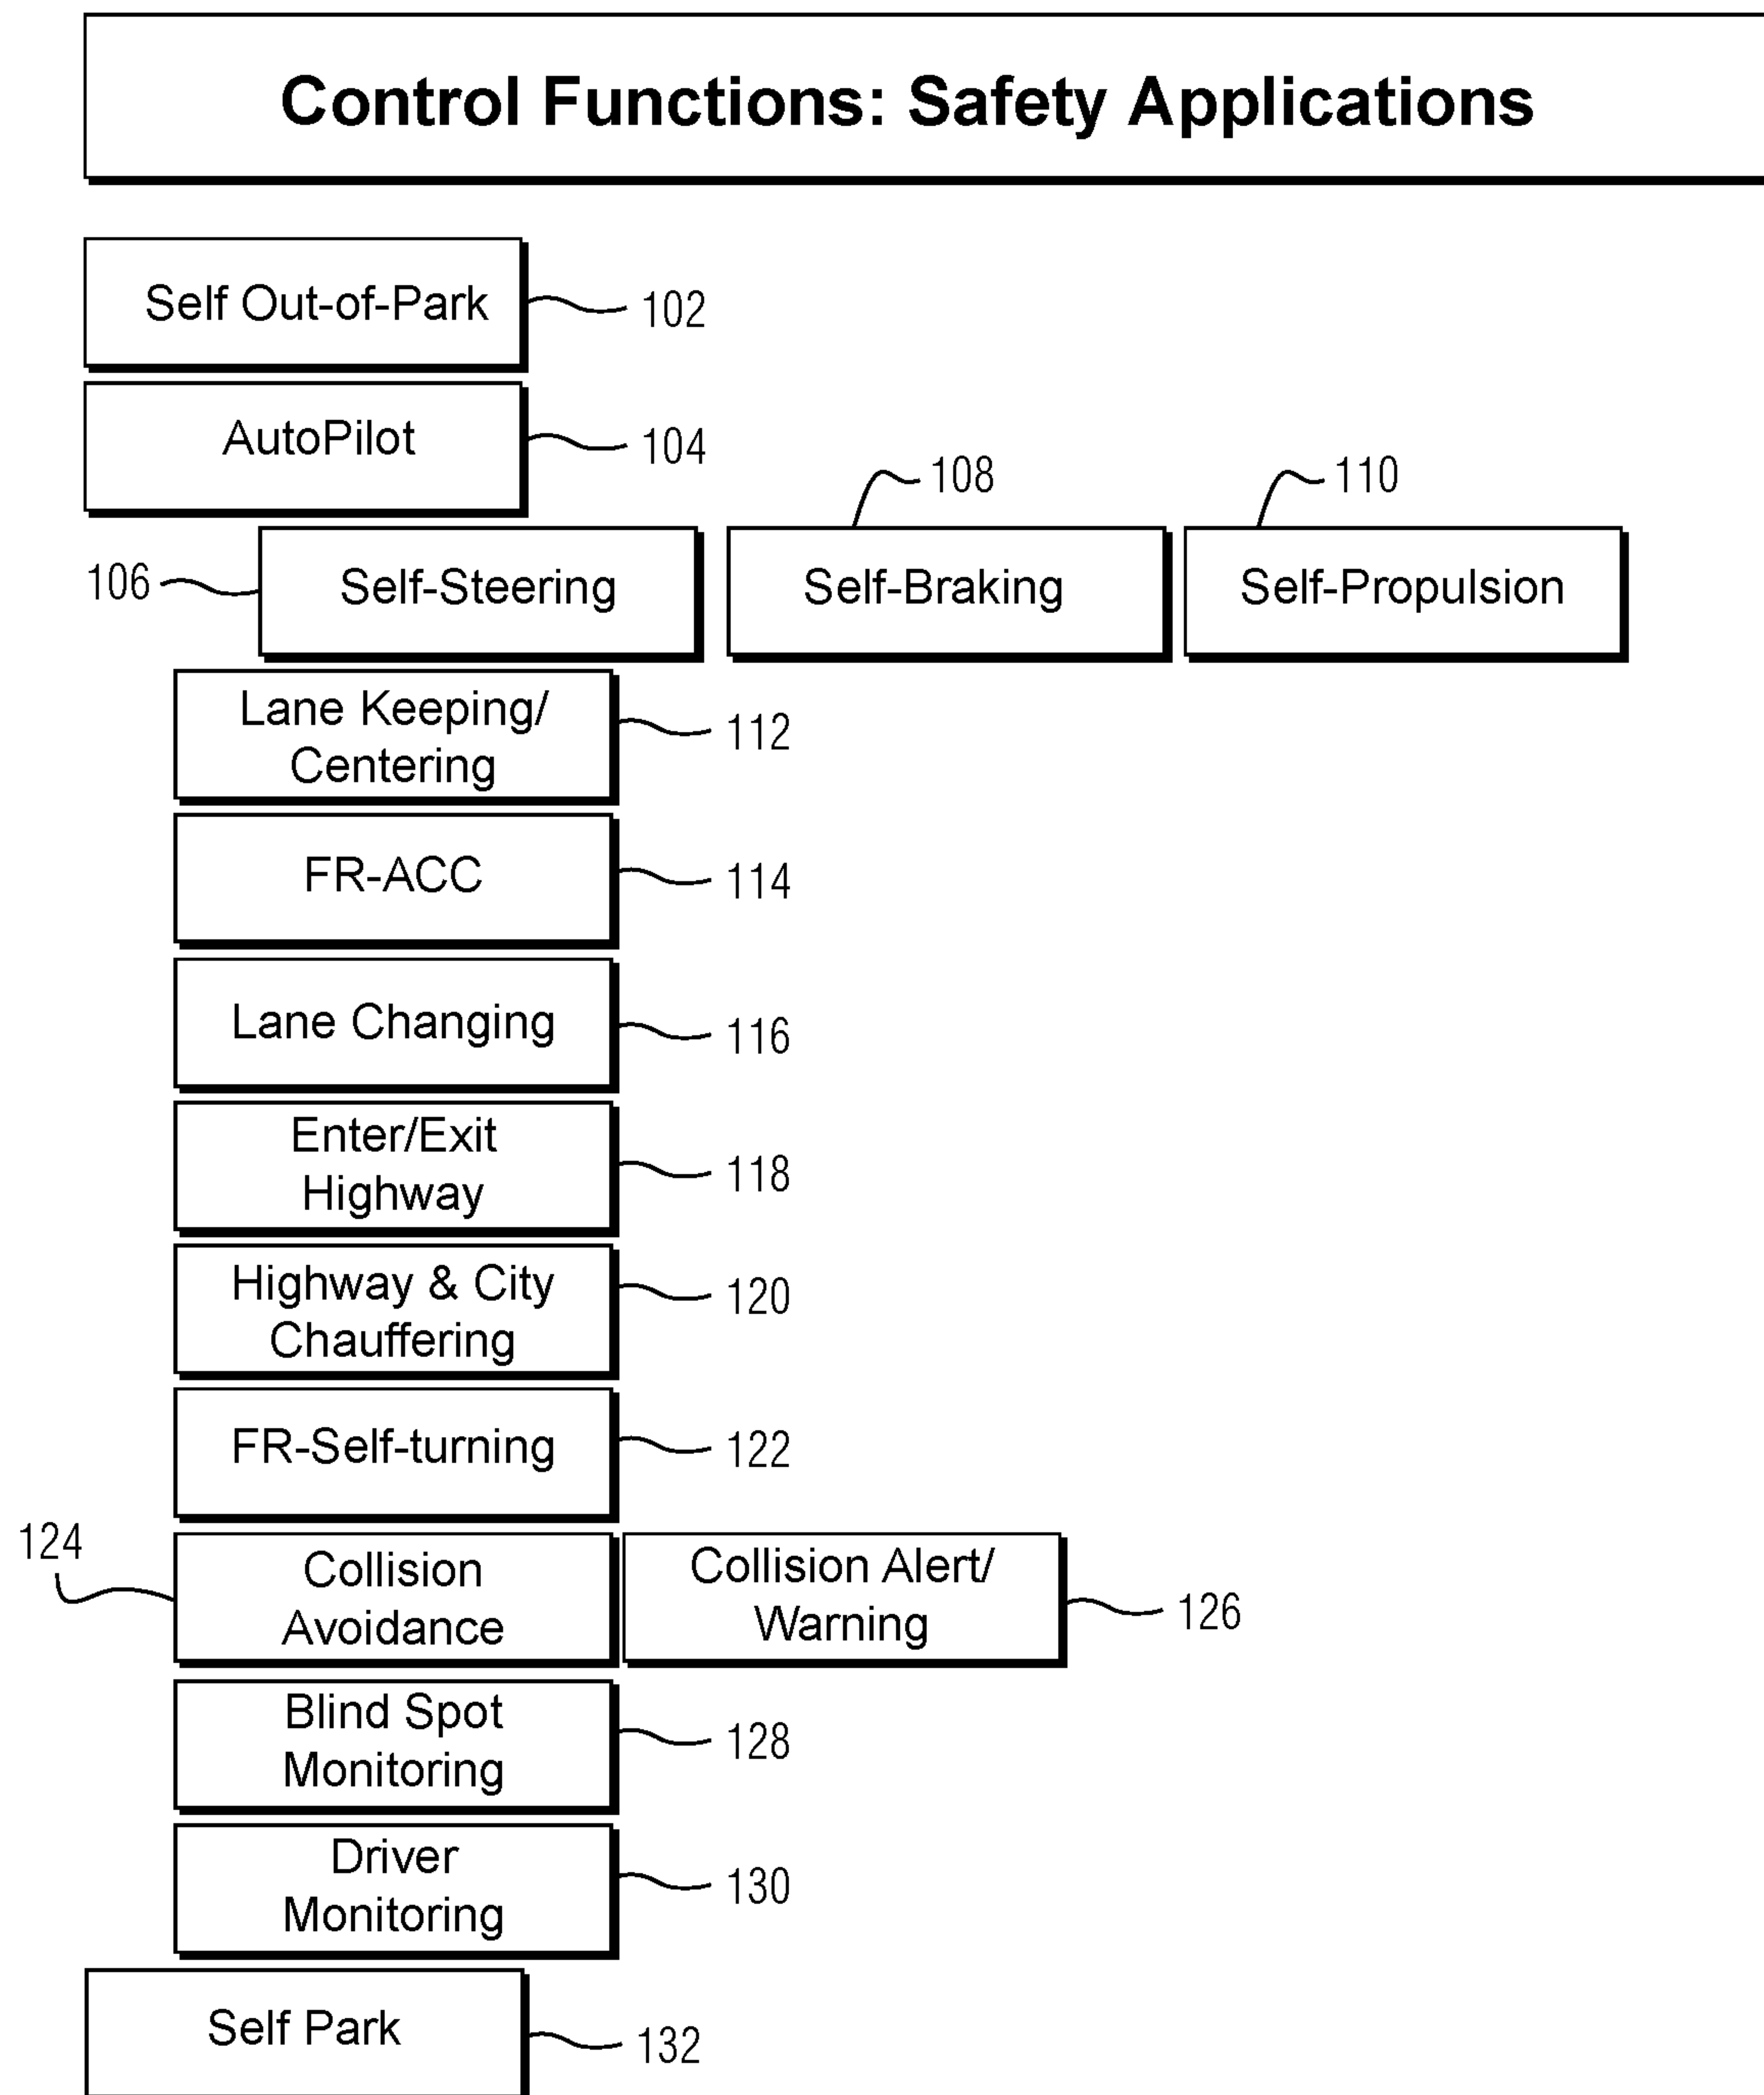 Control Functions: Safety Applications
Self Out-of-Park
102
AutoPilot
104
108
110
106
Self-Steering
Self-Braking
Self-Propulsion
Lane Keeping/
Centering
112
FR-ACC
114
Lane Changing
116
Enter/Exit
Highway
118
Highway & City
Chauffering
120
FR-Self-turning
122
124
Collision
Avoidance
Collision Alert/
Warning
126
Blind Spot
Monitoring
128
Driver
Monitoring
130
Self Park
132